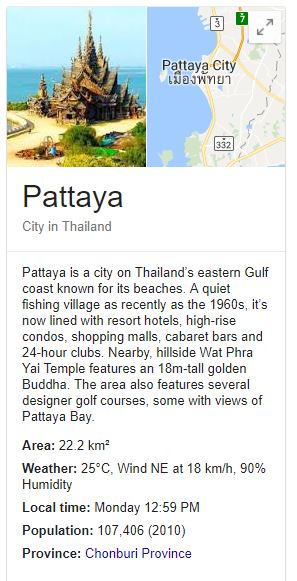 3
7
Pattaya City
เมืองพัทยา
332
Pattaya
City in Thailand
Pattaya is a city on Thailand's eastern Gulf
coast known for its beaches. A quiet
fishing village as recently as the 1960s, it's
now lined with resort hotels, high-rise
condos, shopping malls, cabaret bars and
24-hour clubs. Nearby, hillside Wat Phra
Yai Temple features an 18m-tall golden
Buddha. The area also features several
designer golf courses, some with views of
Pattaya Bay.
Area: 22.2 km²
Weather: 25°C, Wind NE at 18 km/h, 90%
Humidity
Local time: Monday 12:59 PM
Population: 107,406 (2010)
Province: Chonburi Province